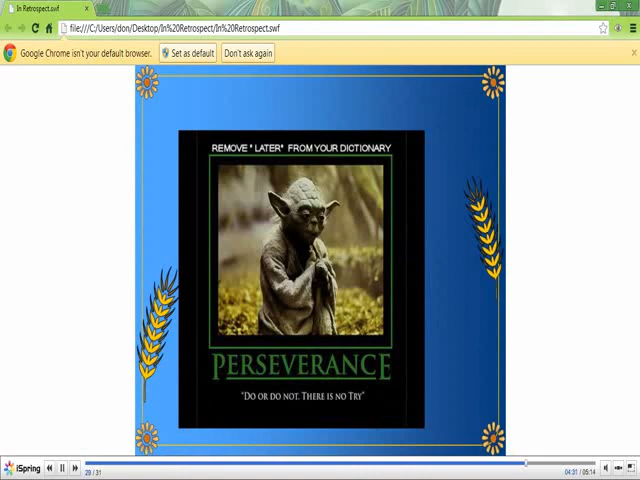 In Retrospect.swf
file:///C:/Users/don/Desktop/In%20Retrospect/In%20Retrospect.swf
Google Chrome isn't your default browser. Set as default Don't ask again
REMOVE " LATER" FROM YOUR DICTIONARY
PERSEVERANCE
"DO OR DO NOT. THERE IS NO TRY"
iSpring 29 / 31 04:31 / 05:14